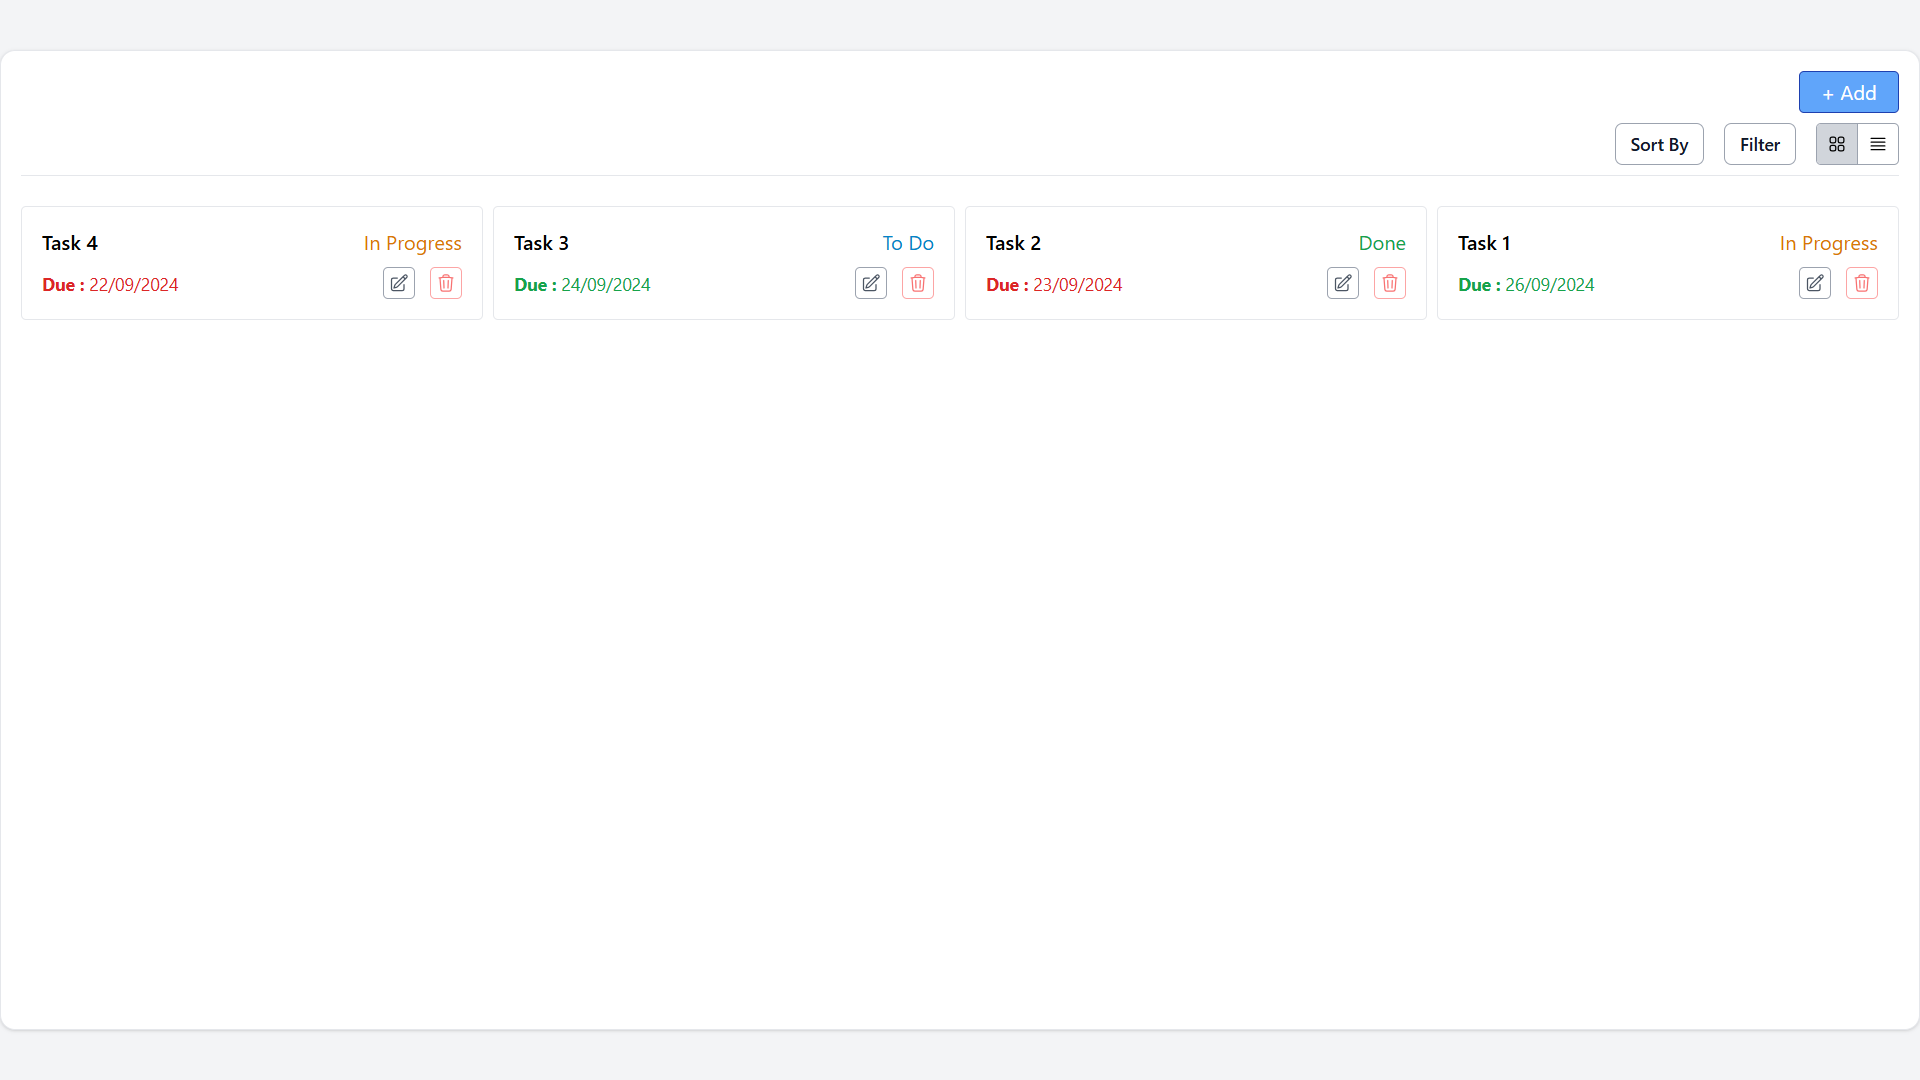 + Add
Sort By
Filter
Task 4
In Progress
Due : 22/09/2024
Task 3
To Do
Due : 24/09/2024
Task 2
Done
Due : 23/09/2024
Task 1
In Progress
Due : 26/09/2024